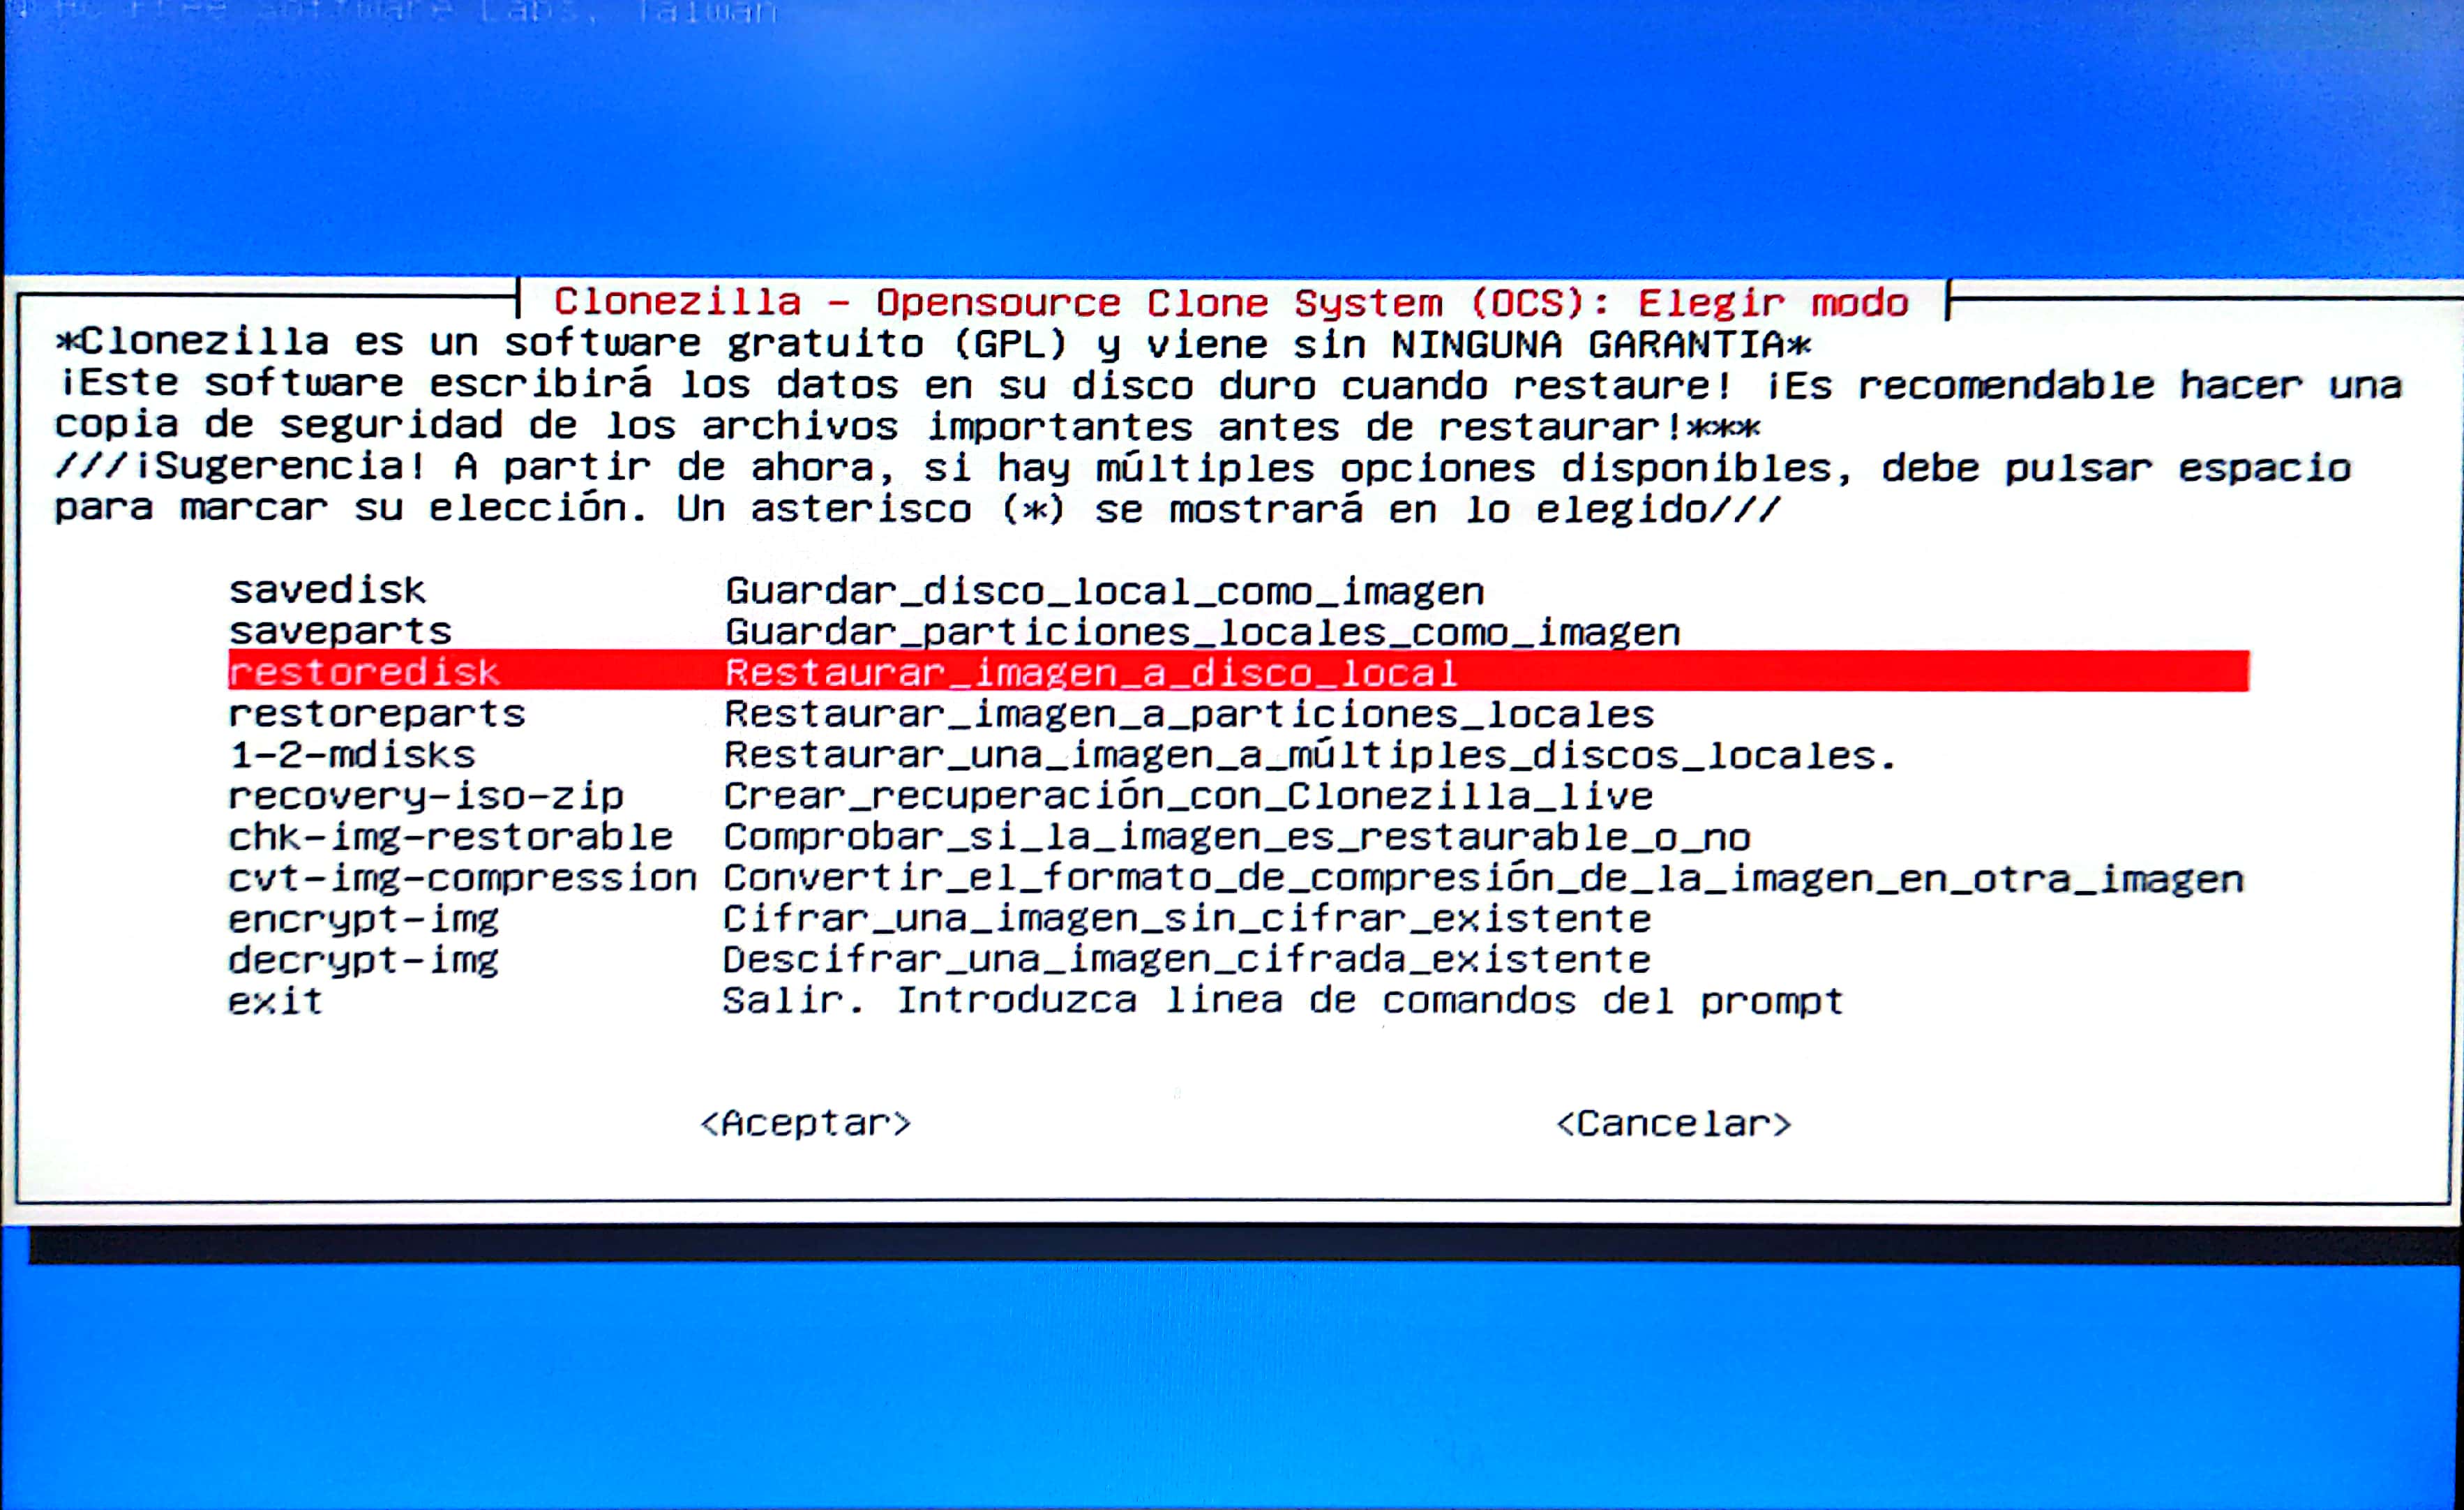 Free Software Labs, Taiwan
Clonezilla - Opensource Clone System (OCS): Elegir modo
*Clonezilla es un software gratuito (GPL) y viene sin NINGUNA GARANTIA*
¡Este software escribirá los datos en su disco duro cuando restaure! ¡Es recomendable hacer una
copia de seguridad de los archivos importantes antes de restaurar!***
///¡Sugerencia! A partir de ahora, si hay múltiples opciones disponibles, debe pulsar espacio
para marcar su elección. Un asterisco (*) se mostrará en lo elegido///
savedisk Guardar_disco_local_como_imagen
saveparts Guardar_particiones_locales_como_imagen
restoredisk Restaurar_imagen_a_disco_local
restoreparts Restaurar_imagen_a_particiones_locales
1-2-mdisks Restaurar_una_imagen_a_múltiples_discos_locales.
recovery-iso-zip Crear_recuperación_con_Clonezilla_live
chk-img-restorable Comprobar_si_la_imagen_es_restaurable_o_no
cvt-img-compression Convertir_el_formato_de_compresión_de_la_imagen_en_otra_imagen
encrypt-img Cifrar_una_imagen_sin_cifrar_existente
decrypt-img Descifrar_una_imagen_cifrada_existente
exit Salir. Introduzca linea de comandos del prompt
<Aceptar> <Cancelar>